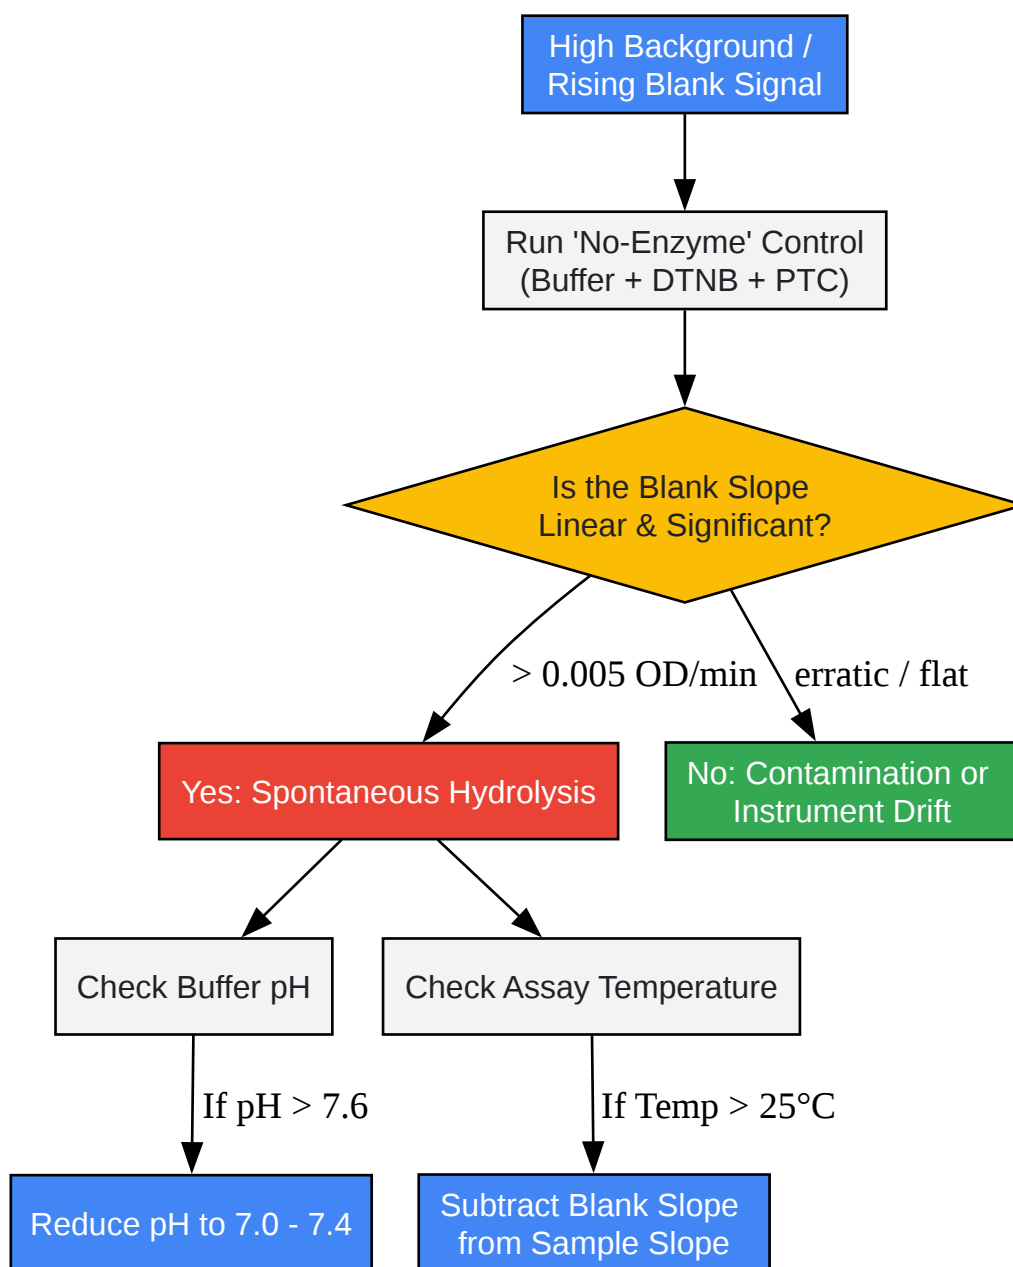 High Background /
Rising Blank Signal
Run 'No-Enzyme' Control
(Buffer + DTNB + PTC)
Is the Blank Slope
Linear & Significant?
> 0.005 OD/min
erratic / flat
Yes: Spontaneous Hydrolysis
No: Contamination or
Instrument Drift
Check Buffer pH
Check Assay Temperature
If pH > 7.6
If Temp > 25°C
Reduce pH to 7.0 - 7.4
Subtract Blank Slope
from Sample Slope